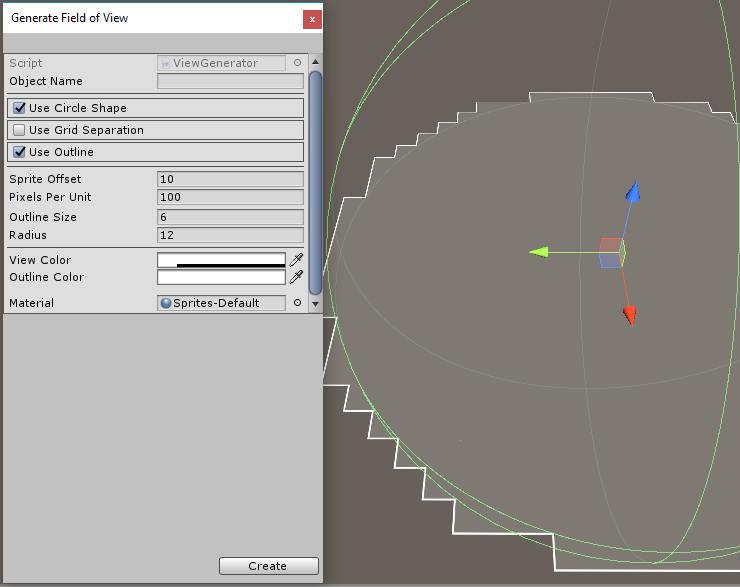 Generate Field of View
x
Script ViewGenerator
Object Name
Use Circle Shape
Use Grid Separation
Use Outline
Sprite Offset 10
Pixels Per Unit 100
Outline Size 6
Radius 12
View Color
Outline Color
Material Sprites-Default
Create